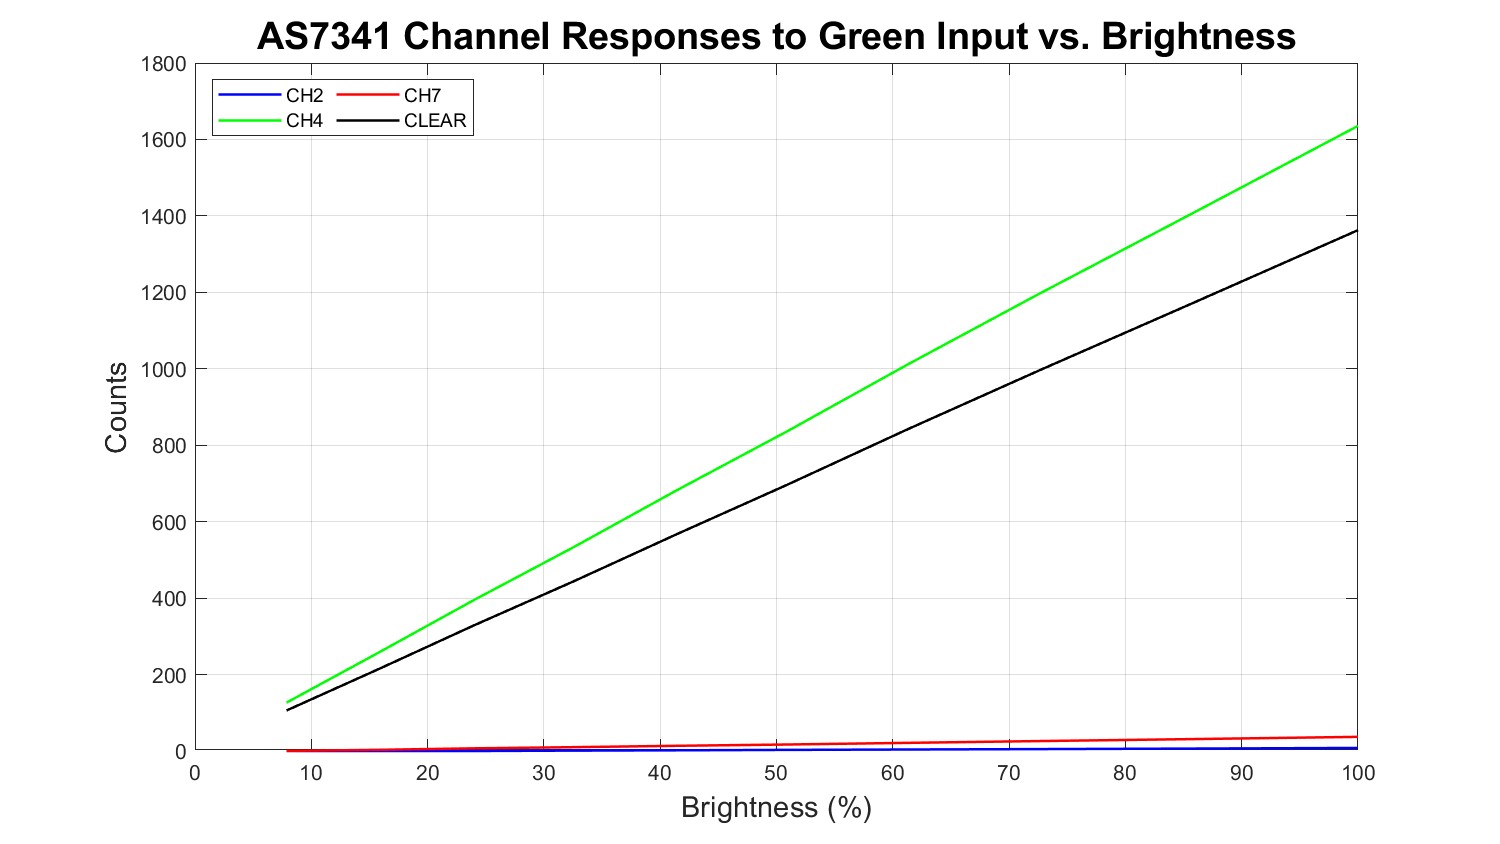 AS7341 Channel Responses to Green Input vs. Brightness
1800
CH2 CH7
CH4 CLEAR
1600
1400
1200
1000
Counts
800
600
400
200
0
0 10 20 30 40 50 60 70 80 90 100
Brightness (%)